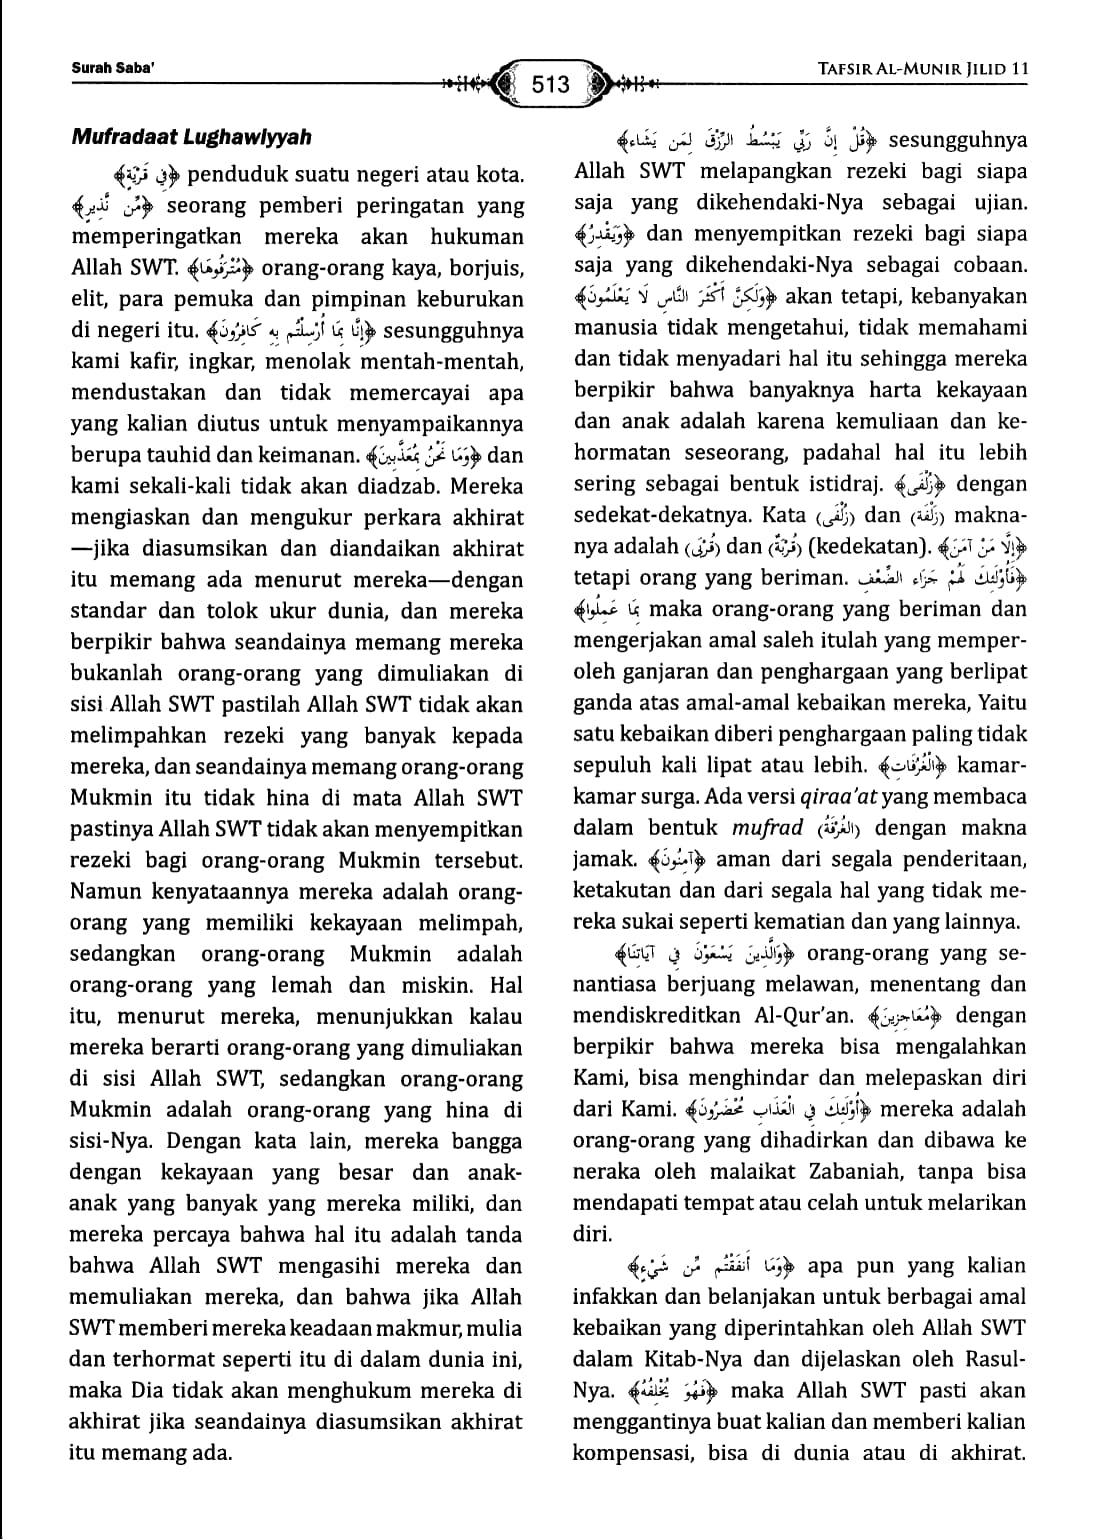 Surah Saba'
513
TAFSIR AL-MUNIR JILID 11
Mufradaat Lughawiyyah
﴿فِي قَرْيَةٍ﴾ penduduk suatu negeri atau kota.
﴿مِّن نَّذِيرٍ﴾ seorang pemberi peringatan yang
memperingatkan mereka akan hukuman
Allah SWT. ﴿مُتْرَفُوهَا﴾ orang-orang kaya, borjuis,
elit, para pemuka dan pimpinan keburukan
di negeri itu. ﴿إِنَّا بِمَا أُرْسِلْتُم بِهِ كَافِرُونَ﴾ sesungguhnya
kami kafir, ingkar, menolak mentah-mentah,
mendustakan dan tidak memercayai apa
yang kalian diutus untuk menyampaikannya
berupa tauhid dan keimanan. ﴿وَمَا نَحْنُ بِمُعَذَّبِينَ﴾ dan
kami sekali-kali tidak akan diadzab. Mereka
mengiaskan dan mengukur perkara akhirat
—jika diasumsikan dan diandaikan akhirat
itu memang ada menurut mereka—dengan
standar dan tolok ukur dunia, dan mereka
berpikir bahwa seandainya memang mereka
bukanlah orang-orang yang dimuliakan di
sisi Allah SWT pastilah Allah SWT tidak akan
melimpahkan rezeki yang banyak kepada
mereka, dan seandainya memang orang-orang
Mukmin itu tidak hina di mata Allah SWT
pastinya Allah SWT tidak akan menyempitkan
rezeki bagi orang-orang Mukmin tersebut.
Namun kenyataannya mereka adalah orang-
orang yang memiliki kekayaan melimpah,
sedangkan orang-orang Mukmin adalah
orang-orang yang lemah dan miskin. Hal
itu, menurut mereka, menunjukkan kalau
mereka berarti orang-orang yang dimuliakan
di sisi Allah SWT, sedangkan orang-orang
Mukmin adalah orang-orang yang hina di
sisi-Nya. Dengan kata lain, mereka bangga
dengan kekayaan yang besar dan anak-
anak yang banyak yang mereka miliki, dan
mereka percaya bahwa hal itu adalah tanda
bahwa Allah SWT mengasihi mereka dan
memuliakan mereka, dan bahwa jika Allah
SWT memberi mereka keadaan makmur, mulia
dan terhormat seperti itu di dalam dunia ini,
maka Dia tidak akan menghukum mereka di
akhirat jika seandainya diasumsikan akhirat
itu memang ada.
﴿قُلْ إِنَّ رَبِّي يَبْسُطُ الرِّزْقَ لِمَن يَشَاء﴾ sesungguhnya
Allah SWT melapangkan rezeki bagi siapa
saja yang dikehendaki-Nya sebagai ujian.
﴿وَيَقْدِرُ﴾ dan menyempitkan rezeki bagi siapa
saja yang dikehendaki-Nya sebagai cobaan.
﴿وَلَكِنَّ أَكْثَرَ النَّاسِ لَا يَعْلَمُونَ﴾ akan tetapi, kebanyakan
manusia tidak mengetahui, tidak memahami
dan tidak menyadari hal itu sehingga mereka
berpikir bahwa banyaknya harta kekayaan
dan anak adalah karena kemuliaan dan ke-
hormatan seseorang, padahal hal itu lebih
sering sebagai bentuk istidraj. ﴿زُلْفَى﴾ dengan
sedekat-dekatnya. Kata (زُلْفَى) dan (زُلْفَة) makna-
nya adalah (قُرْبَى) dan (قُرْبَةٌ) (kedekatan). ﴿إِلَّا مَنْ آمَنَ﴾
tetapi orang yang beriman. ﴿فَأُوْلَئِكَ لَهُمْ جَزَاء الضِّعْفِ
بِمَا عَمِلُوا﴾ maka orang-orang yang beriman dan
mengerjakan amal saleh itulah yang memper-
oleh ganjaran dan penghargaan yang berlipat
ganda atas amal-amal kebaikan mereka, Yaitu
satu kebaikan diberi penghargaan paling tidak
sepuluh kali lipat atau lebih. ﴿الْغُرُفَاتِ﴾ kamar-
kamar surga. Ada versi qiraa'at yang membaca
dalam bentuk mufrad (الْغُرْفَةُ) dengan makna
jamak. ﴿آمِنُونَ﴾ aman dari segala penderitaan,
ketakutan dan dari segala hal yang tidak me-
reka sukai seperti kematian dan yang lainnya.
﴿وَالَّذِينَ يَسْعَوْنَ فِي آيَاتِنَا﴾ orang-orang yang se-
nantiasa berjuang melawan, menentang dan
mendiskreditkan Al-Qur'an. ﴿مُعَاجِزِينَ﴾ dengan
berpikir bahwa mereka bisa mengalahkan
Kami, bisa menghindar dan melepaskan diri
dari Kami. ﴿أُوْلَئِكَ فِي الْعَذَابِ مُحْضَرُونَ﴾ mereka adalah
orang-orang yang dihadirkan dan dibawa ke
neraka oleh malaikat Zabaniah, tanpa bisa
mendapati tempat atau celah untuk melarikan
diri.
﴿وَمَا أَنفَقْتُم مِّن شَيْءٍ﴾ apa pun yang kalian
infakkan dan belanjakan untuk berbagai amal
kebaikan yang diperintahkan oleh Allah SWT
dalam Kitab-Nya dan dijelaskan oleh Rasul-
Nya. ﴿فَهُوَ يُخْلِفُهُ﴾ maka Allah SWT pasti akan
menggantinya buat kalian dan memberi kalian
kompensasi, bisa di dunia atau di akhirat.